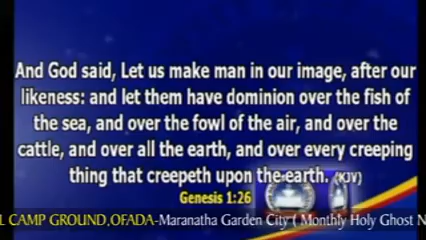 And God said, Let us make man in our image, after our
likeness: and let them have dominion over the fish of
the sea, and over the fowl of the air, and over the
cattle, and over all the earth, and over every creeping
thing that creepeth upon the earth. (KJV)
Genesis 1:26
L CAMP GROUND,OFADA-Maranatha Garden City ( Monthly Holy Ghost N